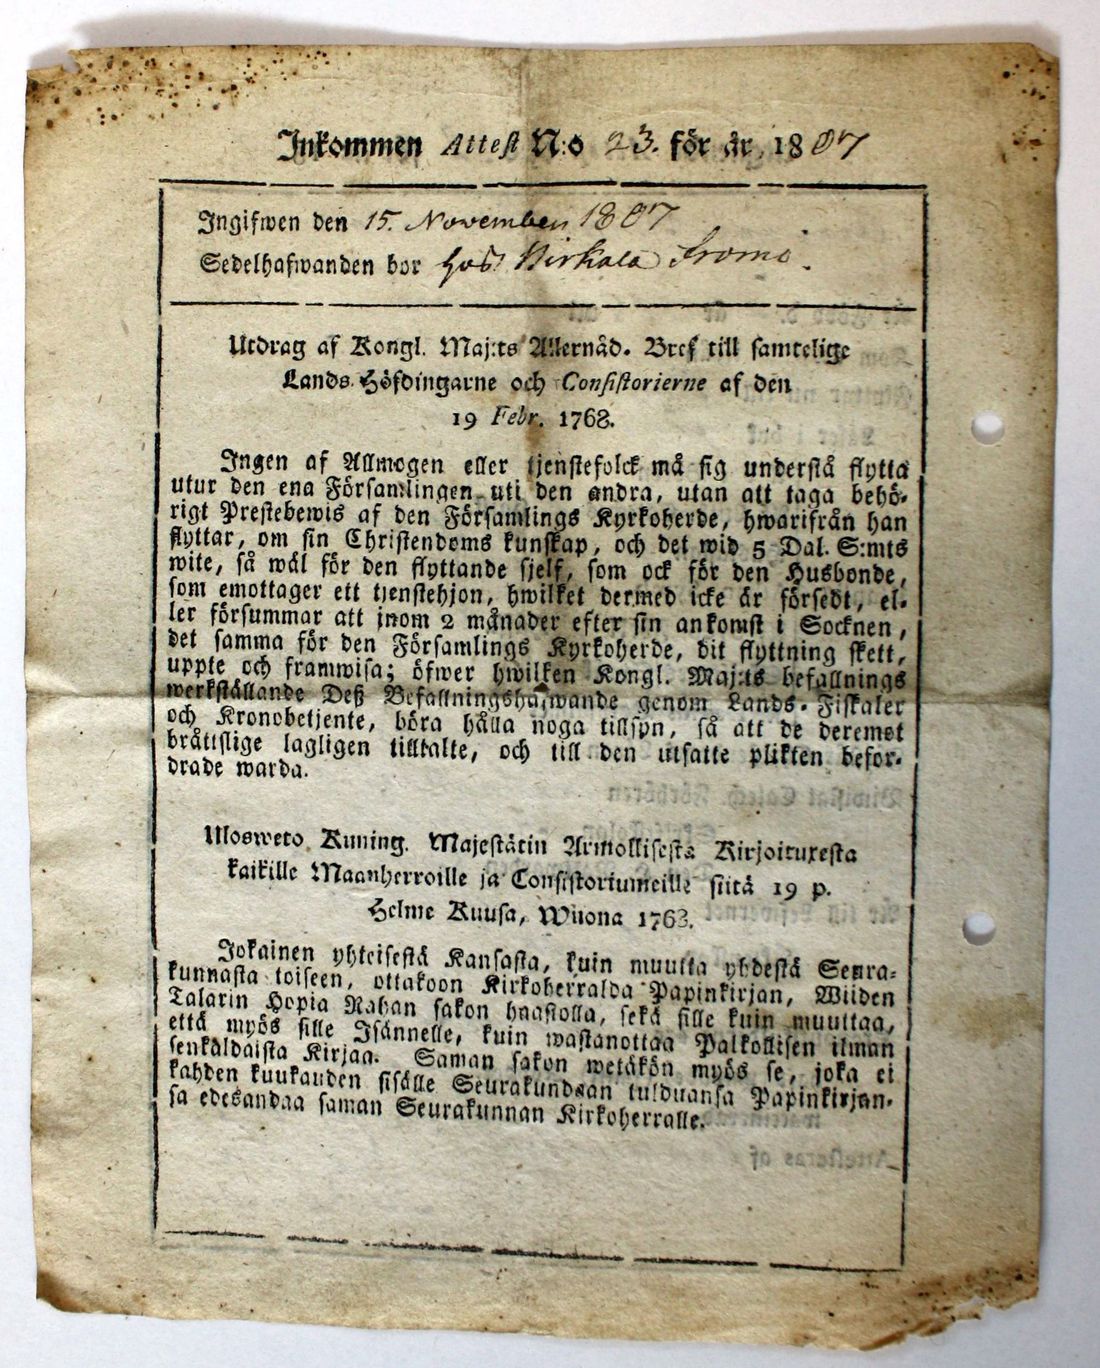 Inkommen Attest N:o 23. för år, 1807
Ingifwen den 15. November 1807
Sedelhafwanden bor hos
Utdrag af Kongl. Maj:ts Allernåd. Bref till samtelige
Lands-Höfdingarne och Consistorierne af den
19 Febr. 1768.
Ingen af Allmogen eller tjenstefolck må sig understå flytta
utur den ena Församlingen uti den andra, utan att taga behö-
rigt Prestebewis af den Församlings Kyrkoherde, hwarifrån han
flyttar, om sin Christendoms kunskap, och det wid 5 Dal. S:mts
wite, så wäl för den flyttande sjelf, som ock för den Husbonde,
som emottager ett tjenstehjon, hwilket dermed icke är försedt, el-
ler försummar att jnom 2 månader efter sin ankomst i Socknen,
det samma för den Församlings Kyrkoherde, dit flyttning skett,
uppte och framwisa; öfwer hwilken Kongl. Maj:ts befallnings
werkställande Deß Befallningshafwande genom Lands-Fiskaler
och Kronobetjente, böra hålla noga tillsyn, så att de deremot
bråttslige lagligen tilltalte, och till den utsatte plikten befor-
drade warda.
Ulosweto Kuning. Majestätin Armollisesta Kirjoituxesta
kaikille Maanherroille ja Consistoriumeille siitä 19 p.
Helme Kuusa, Wuona 1768.
Jokainen yhteisestä Kansasta, kuin muutta yhdestä Seura-
kunnasta toiseen, ottakoon Kirkoherralda Papinkirjan, Wiiden
Talarin Hopia Rahan sakon haastolla, sekä sille kuin muuttaa,
että myös sille Isännelle, kuin wastanottaa Palkollisen ilman
senkaldaista Kirjaa. Saman sakon wetäkön myös se, joka ei
kahden kuukauden sisälle Seurakundaan tulduansa Papinkirjan-
sa edesandaa saman Seurakunnan Kirkoherralle.